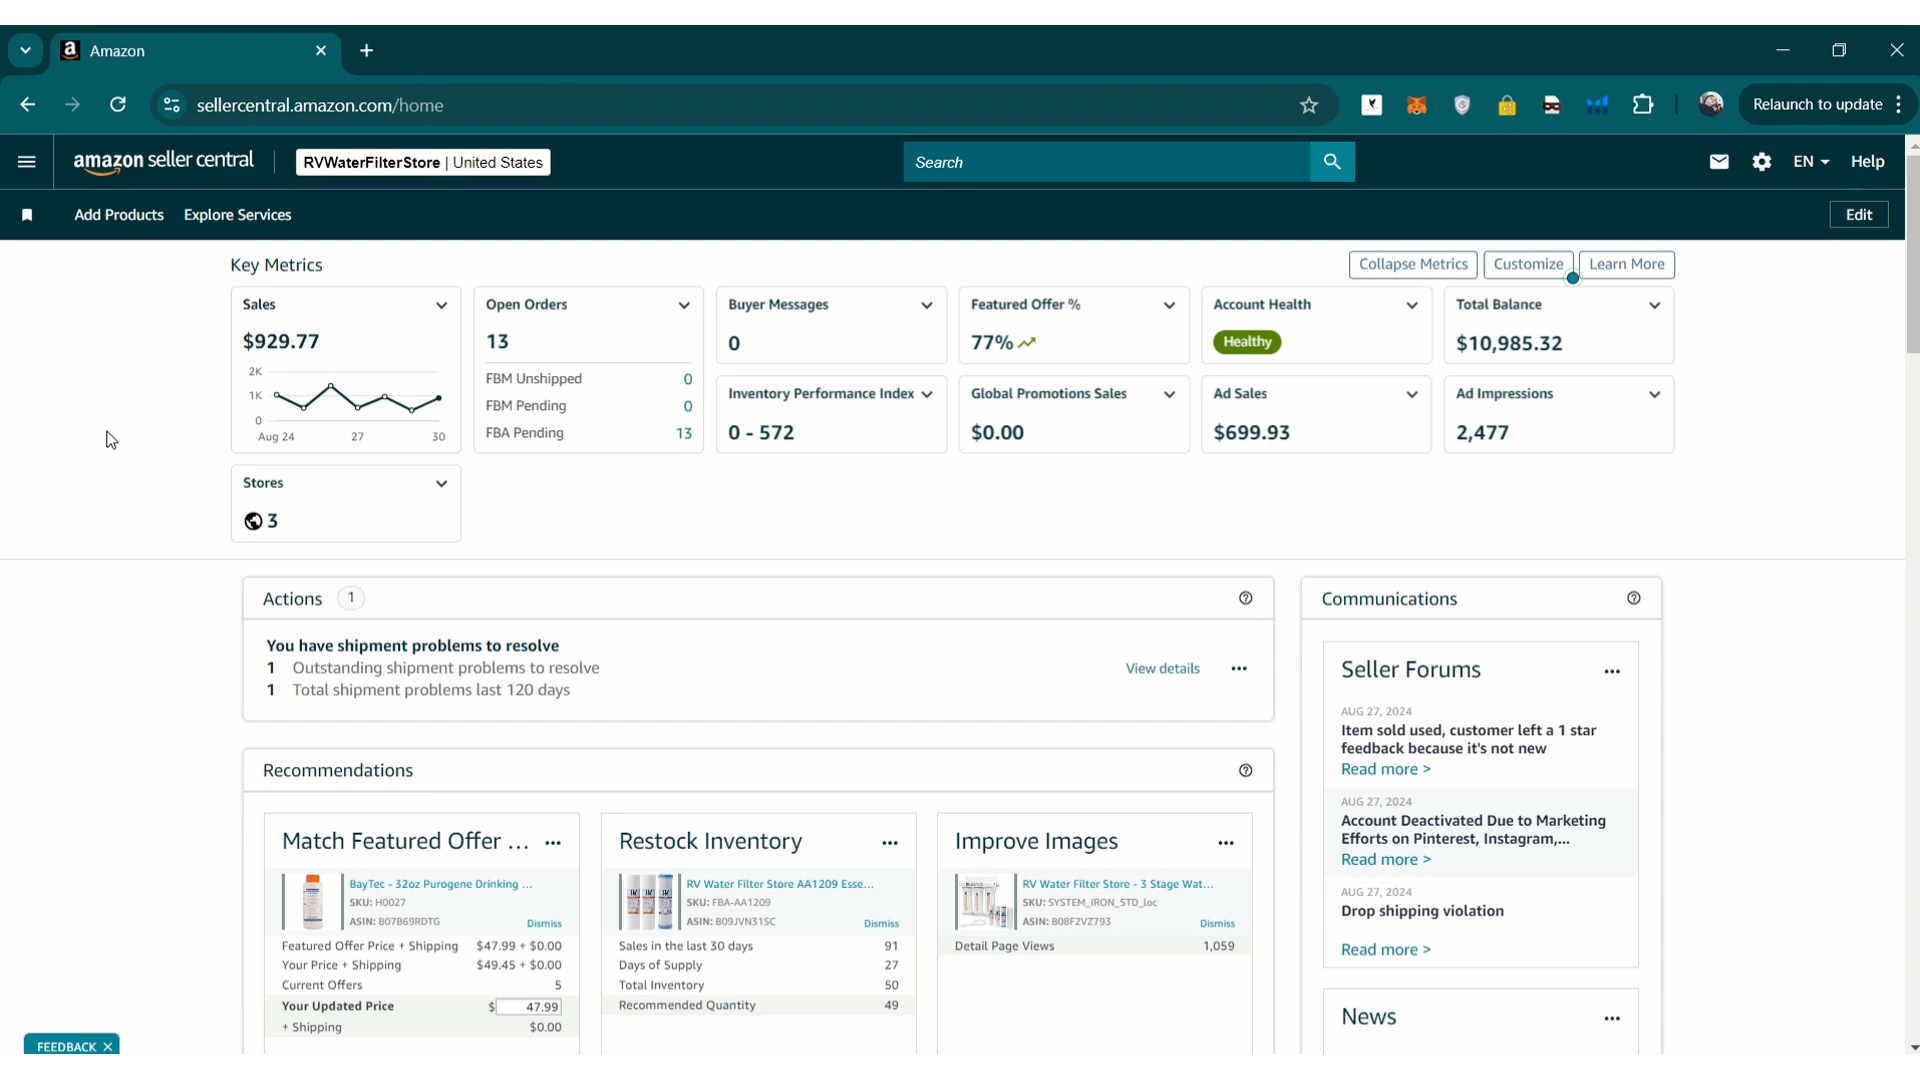 Amazon
sellercentral.amazon.com/home
Relaunch to update
amazon seller central
RVWaterFilterStore | United States
Search
EN
Help
Add Products
Explore Services
Edit
Key Metrics
Collapse Metrics
Customize
Learn More
Sales
$929.77
2K
1K
0
Aug 24
27
30
Open Orders
13
FBM Unshipped 0
FBM Pending 0
FBA Pending 13
Buyer Messages
0
Featured Offer %
77%
Account Health
Healthy
Total Balance
$10,985.32
Inventory Performance Index
0 - 572
Global Promotions Sales
$0.00
Ad Sales
$699.93
Ad Impressions
2,477
Stores
3
Actions 1
You have shipment problems to resolve
1 Outstanding shipment problems to resolve
1 Total shipment problems last 120 days
View details
Recommendations
Match Featured Offer ...
BayTec - 32oz Purogene Drinking ...
SKU: H0027
ASIN: B07B69RDTG
Dismiss
Featured Offer Price + Shipping $47.99 + $0.00
Your Price + Shipping $49.45 + $0.00
Current Offers 5
Your Updated Price $ 47.99
+ Shipping $0.00
Restock Inventory
RV Water Filter Store AA1209 Esse...
SKU: FBA-AA1209
ASIN: B09JVN31SC
Dismiss
Sales in the last 30 days 91
Days of Supply 27
Total Inventory 50
Recommended Quantity 49
Improve Images
RV Water Filter Store - 3 Stage Wat...
SKU: SYSTEM_IRON_STD_loc
ASIN: B08F2VZ793
Dismiss
Detail Page Views 1,059
Communications
Seller Forums
AUG 27, 2024
Item sold used, customer left a 1 star
feedback because it's not new
Read more >
AUG 27, 2024
Account Deactivated Due to Marketing
Efforts on Pinterest, Instagram,...
Read more >
AUG 27, 2024
Drop shipping violation
Read more >
News
FEEDBACK